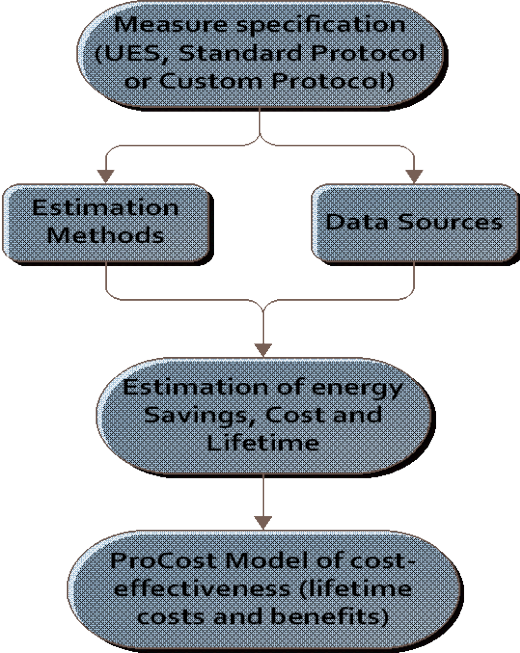 Measure specification
(UES, Standard Protocol
or Custom Protocol)
Estimation
Methods
Data Sources
Estimation of energy
Savings, Cost and
Lifetime
ProCost Model of cost-
effectiveness (lifetime
costs and benefits)